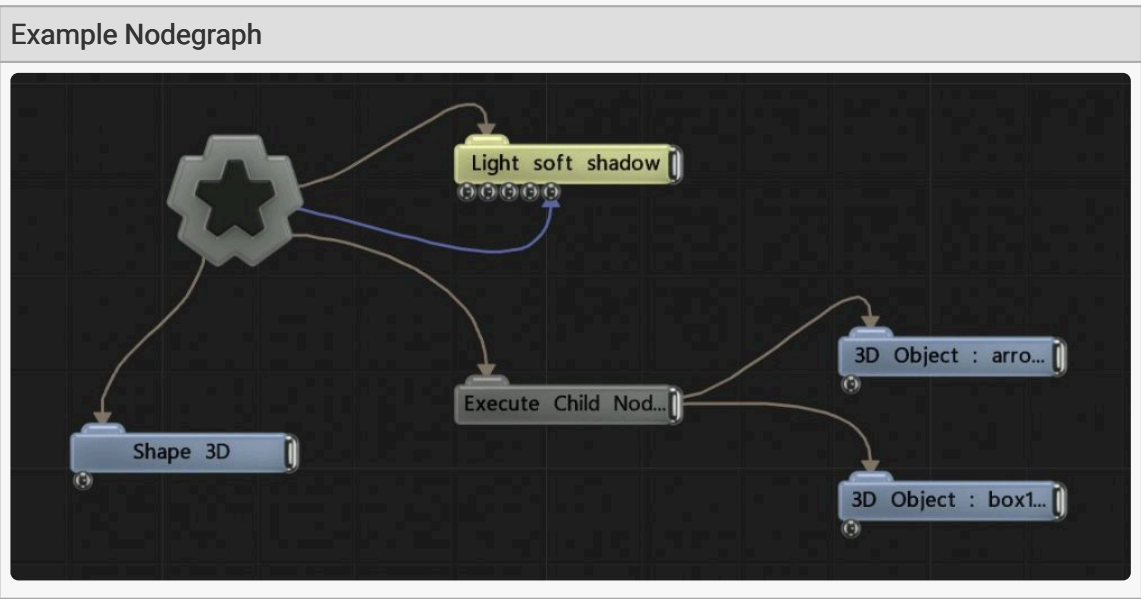 Example Nodegraph
Light soft shadow
3D Object : arro...
Execute Child Nod...
Shape 3D
3D Object : box1...